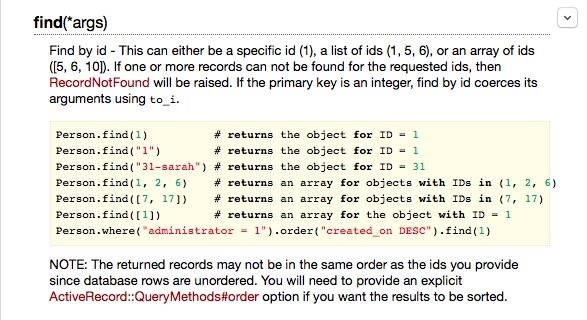 find(*args)
Find by id - This can either be a specific id (1), a list of ids (1, 5, 6), or an array of ids
([5, 6, 10]). If one or more records can not be found for the requested ids, then
RecordNotFound will be raised. If the primary key is an integer, find by id coerces its
arguments using to_i.
Person.find(1) # returns the object for ID = 1
Person.find("1") # returns the object for ID = 1
Person.find("31-sarah") # returns the object for ID = 31
Person.find(1, 2, 6) # returns an array for objects with IDs in (1, 2, 6)
Person.find([7, 17]) # returns an array for objects with IDs in (7, 17)
Person.find([1]) # returns an array for the object with ID = 1
Person.where("administrator = 1").order("created_on DESC").find(1)
NOTE: The returned records may not be in the same order as the ids you provide
since database rows are unordered. You will need to provide an explicit
ActiveRecord::QueryMethods#order option if you want the results to be sorted.